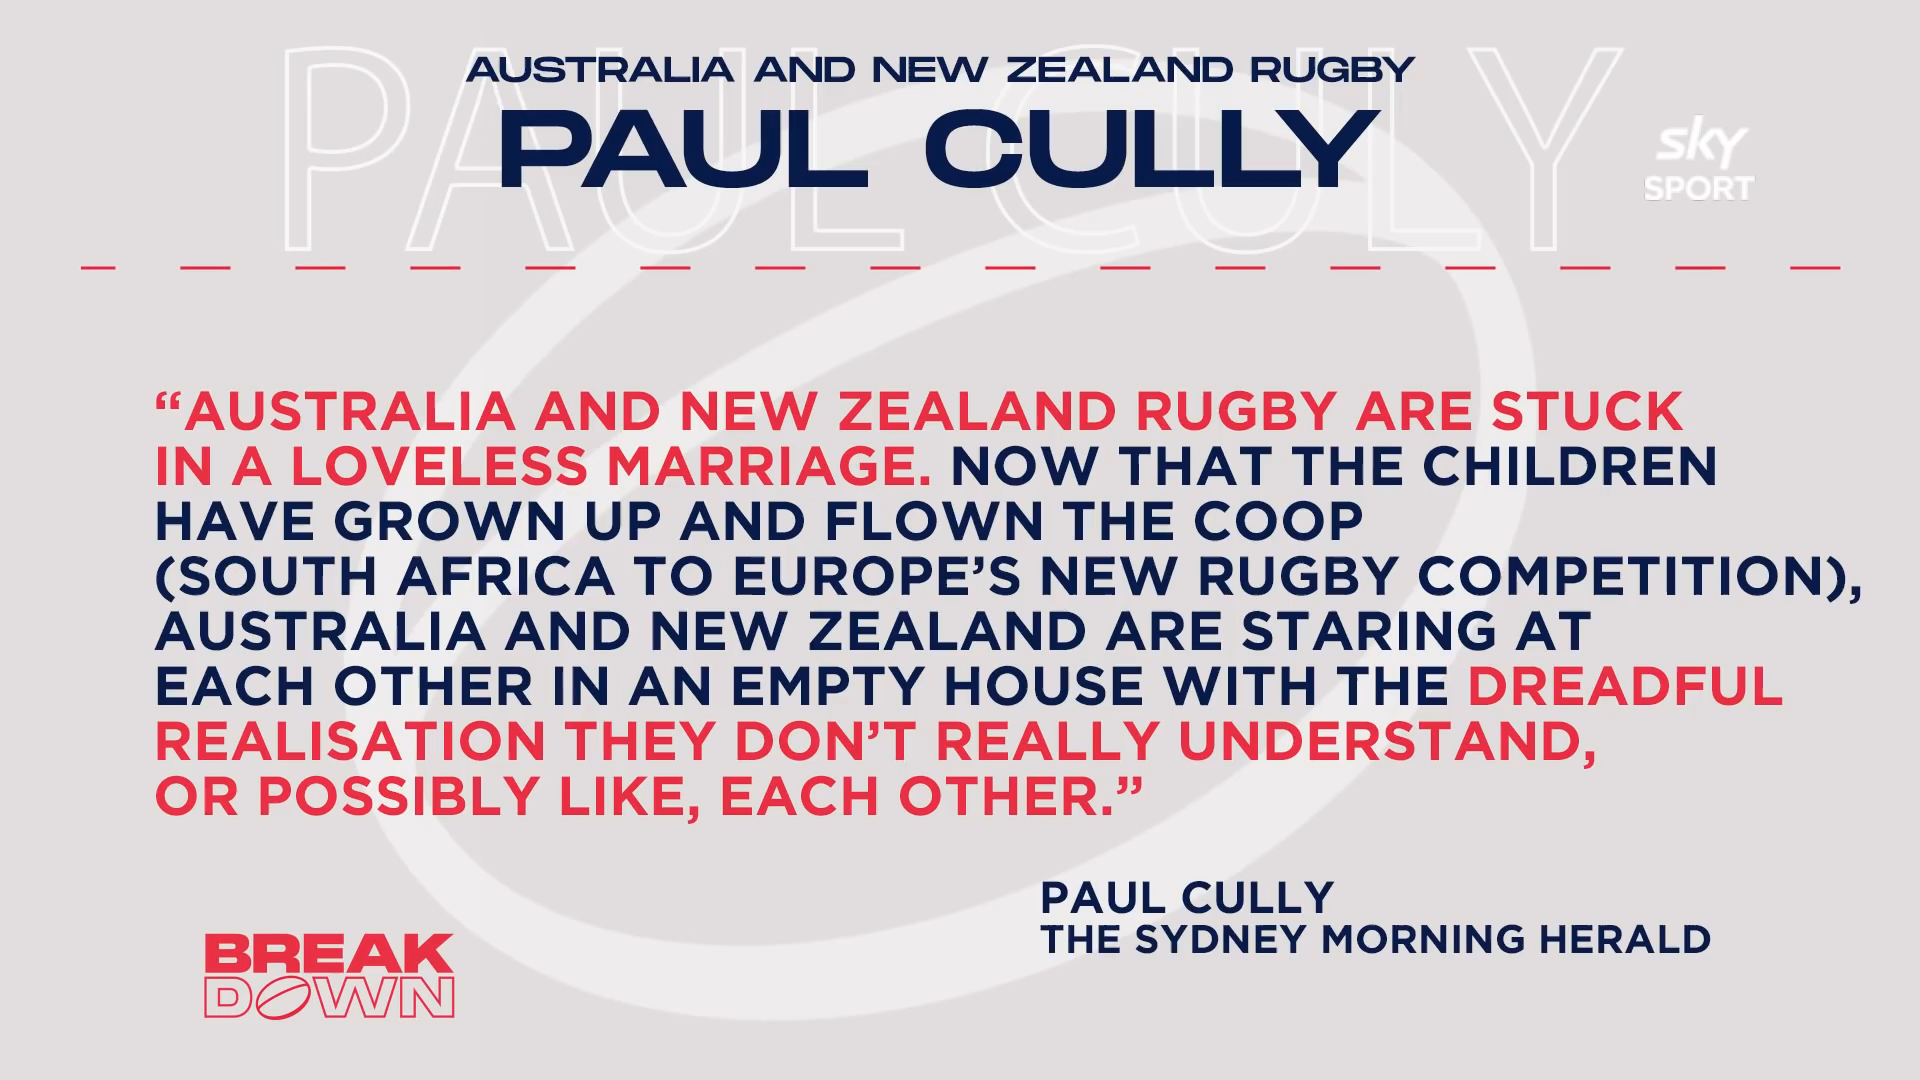 PAUL CULLY
AUSTRALIA AND NEW ZEALAND RUGBY
PAUL CULLY
sky
SPORT
“AUSTRALIA AND NEW ZEALAND RUGBY ARE STUCK
IN A LOVELESS MARRIAGE. NOW THAT THE CHILDREN
HAVE GROWN UP AND FLOWN THE COOP
(SOUTH AFRICA TO EUROPE’S NEW RUGBY COMPETITION),
AUSTRALIA AND NEW ZEALAND ARE STARING AT
EACH OTHER IN AN EMPTY HOUSE WITH THE DREADFUL
REALISATION THEY DON’T REALLY UNDERSTAND,
OR POSSIBLY LIKE, EACH OTHER.”
PAUL CULLY
THE SYDNEY MORNING HERALD
BREAK
DOWN